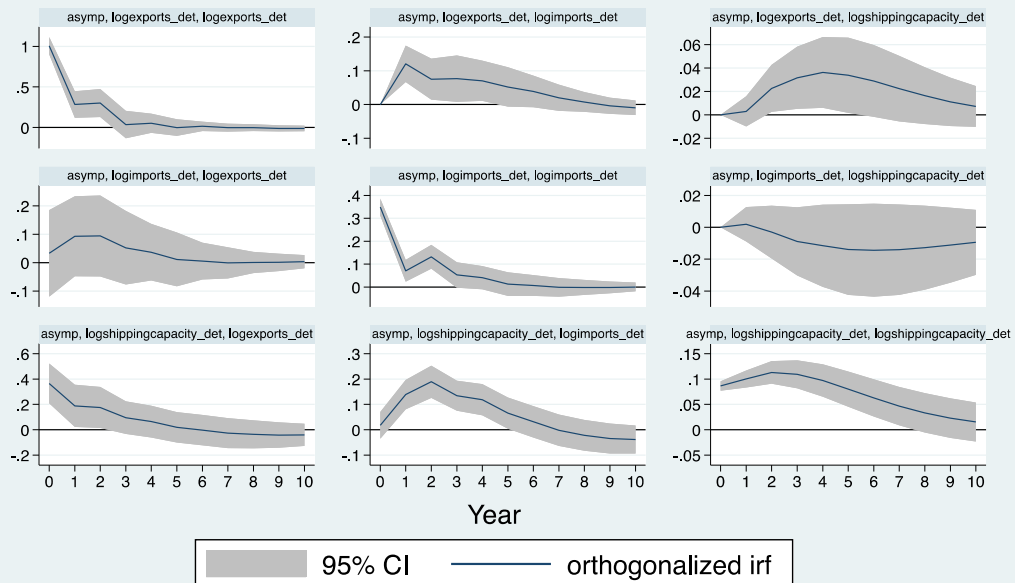 asymp, logexports_det, logexports_det
asymp, logexports_det, logimports_det
asymp, logexports_det, logshippingcapacity_det
1
.5
0
.2
.1
0
-.1
.06
.04
.02
0
-.02
asymp, logimports_det, logexports_det
asymp, logimports_det, logimports_det
asymp, logimports_det, logshippingcapacity_det
.2
.1
0
-.1
.4
.3
.2
.1
0
.02
0
-.02
-.04
asymp, logshippingcapacity_det, logexports_det
asymp, logshippingcapacity_det, logimports_det
asymp, logshippingcapacity_det, logshippingcapacity_det
.6
.4
.2
0
-.2
.3
.2
.1
0
-.1
.15
.1
.05
0
-.05
0 1 2 3 4 5 6 7 8 9 10
0 1 2 3 4 5 6 7 8 9 10
0 1 2 3 4 5 6 7 8 9 10
Year
95% CI
orthogonalized irf